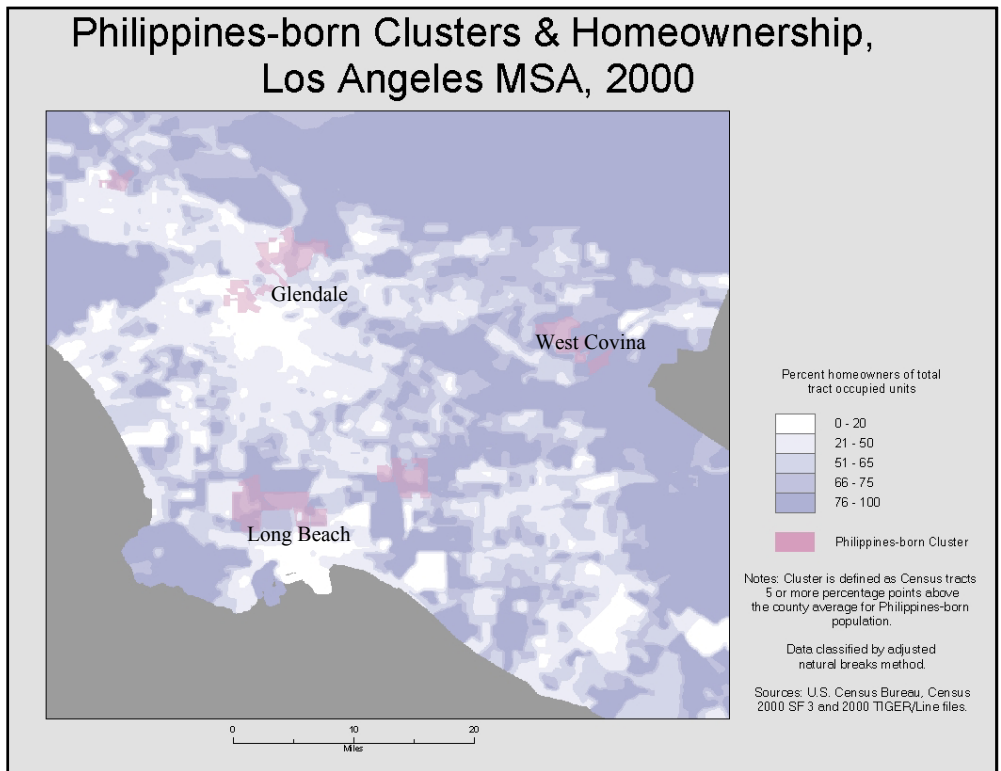 Philippines-born Clusters & Homeownership,
Los Angeles MSA, 2000
Glendale
West Covina
Long Beach
Percent homeowners of total
tract occupied units
0 - 20
21 - 50
51 - 65
66 - 75
76 - 100
Philippines-born Cluster
Notes: Cluster is defined as Census tracts
5 or more percentage points above
the county average for Philippines-born
population.
Data classified by adjusted
natural breaks method.
Sources: U.S. Census Bureau, Census
2000 SF 3 and 2000 TIGER/Line files.
0 10 20
Miles